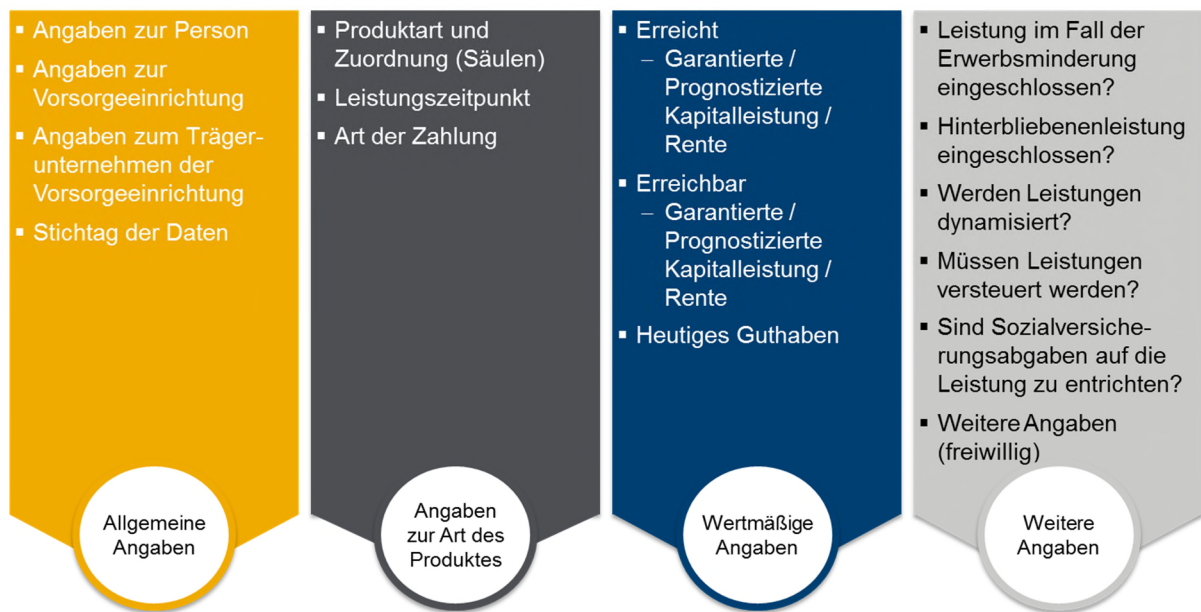 ▪ Angaben zur Person
▪ Angaben zur
Vorsorgeeinrichtung
▪ Angaben zum Träger-
unternehmen der
Vorsorgeeinrichtung
▪ Stichtag der Daten
Allgemeine
Angaben
▪ Produktart und
Zuordnung (Säulen)
▪ Leistungszeitpunkt
▪ Art der Zahlung
Angaben
zur Art des
Produktes
▪ Erreicht
– Garantierte /
Prognostizierte
Kapitalleistung /
Rente
▪ Erreichbar
– Garantierte /
Prognostizierte
Kapitalleistung /
Rente
▪ Heutiges Guthaben
Wertmäßige
Angaben
▪ Leistung im Fall der
Erwerbsminderung
eingeschlossen?
▪ Hinterbliebenenleistung
eingeschlossen?
▪ Werden Leistungen
dynamisiert?
▪ Müssen Leistungen
versteuert werden?
▪ Sind Sozialversiche-
rungsabgaben auf die
Leistung zu entrichten?
▪ Weitere Angaben
(freiwillig)
Weitere
Angaben